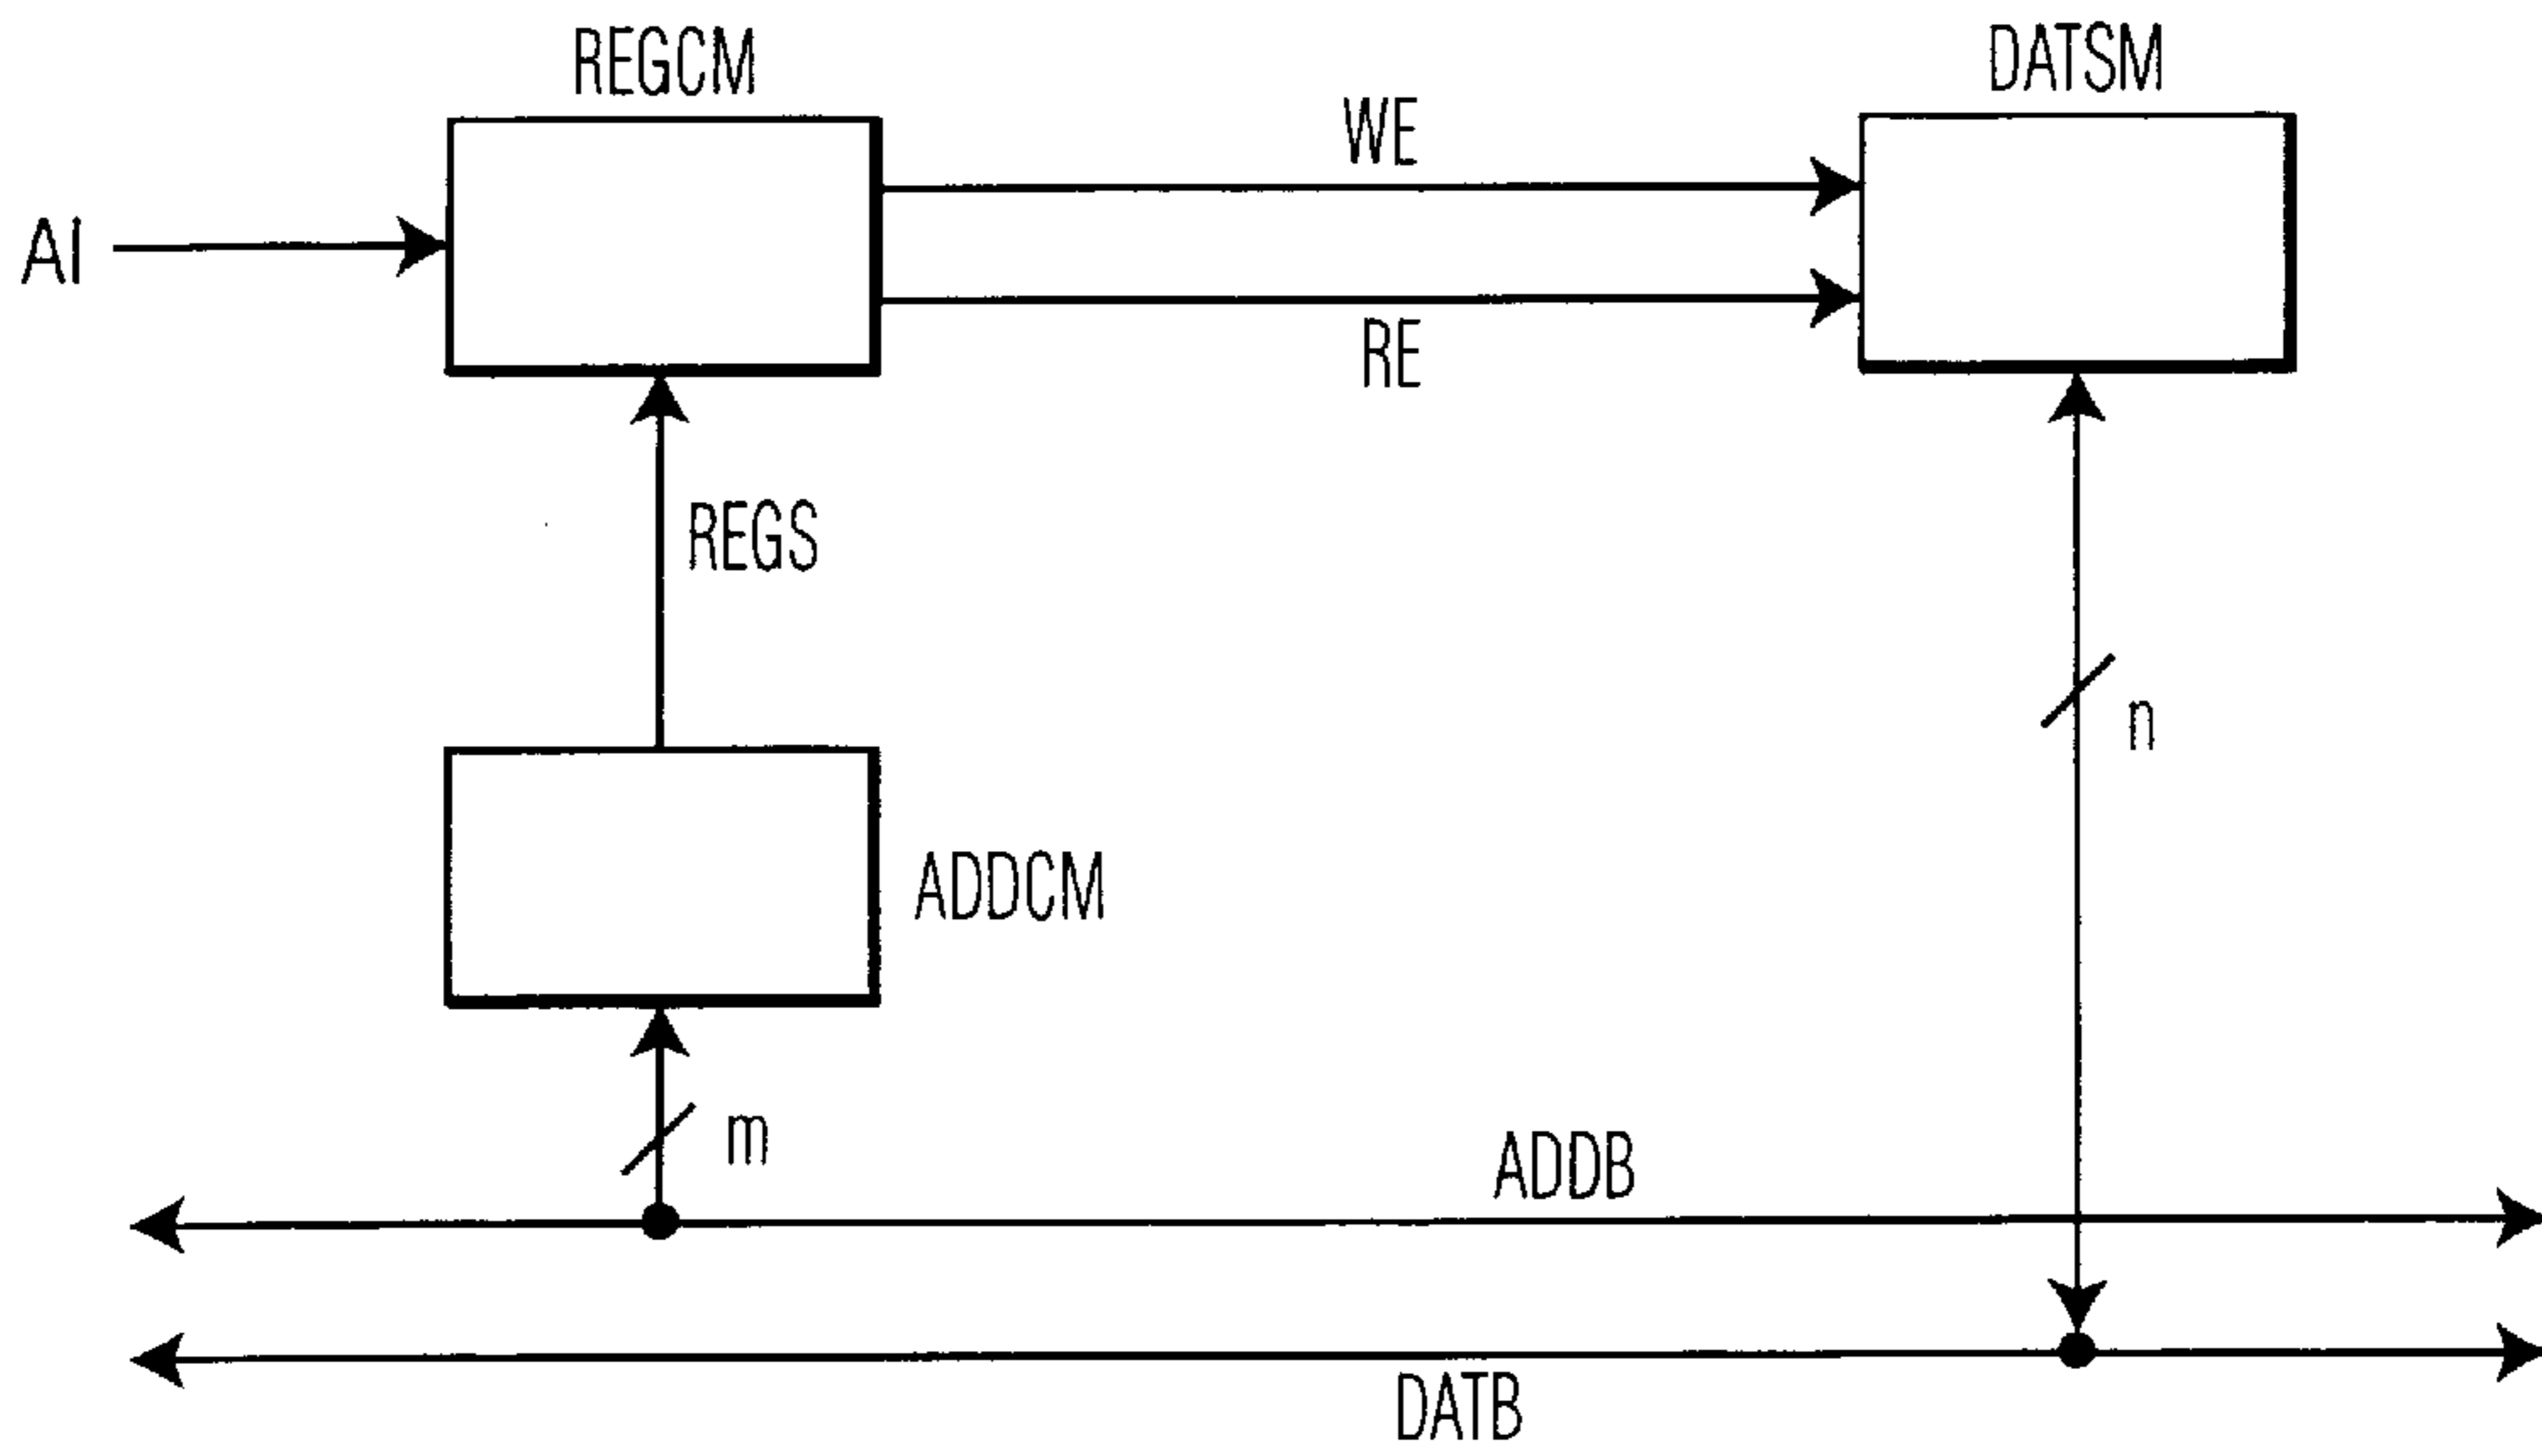 REGCM
DATSM
WE
AI
RE
REGS
n
ADDCM
m
ADDB
DATB